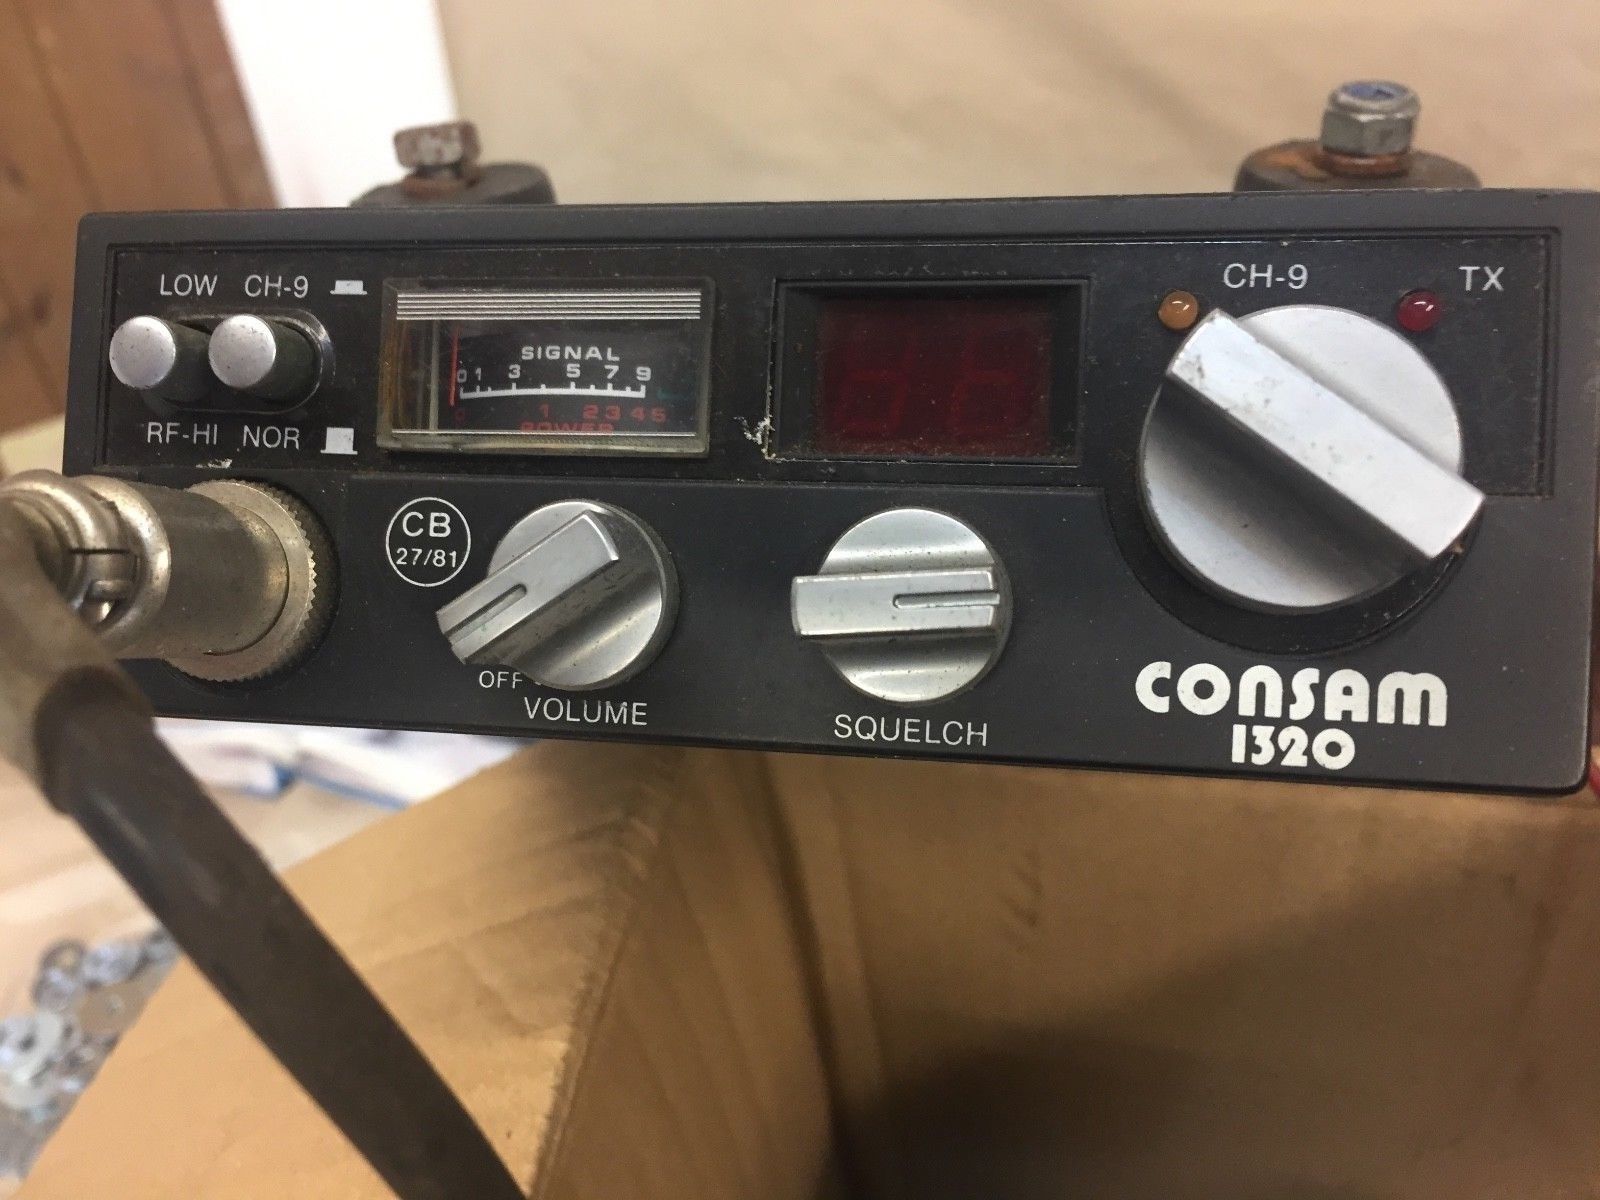 LOW CH-9
RF-HI NOR
SIGNAL
0 1 3 5 7 9
0 1 2 3 4 5
POWER
CH-9
TX
CB
27/81
OFF
VOLUME
SQUELCH
CONSAM
1320